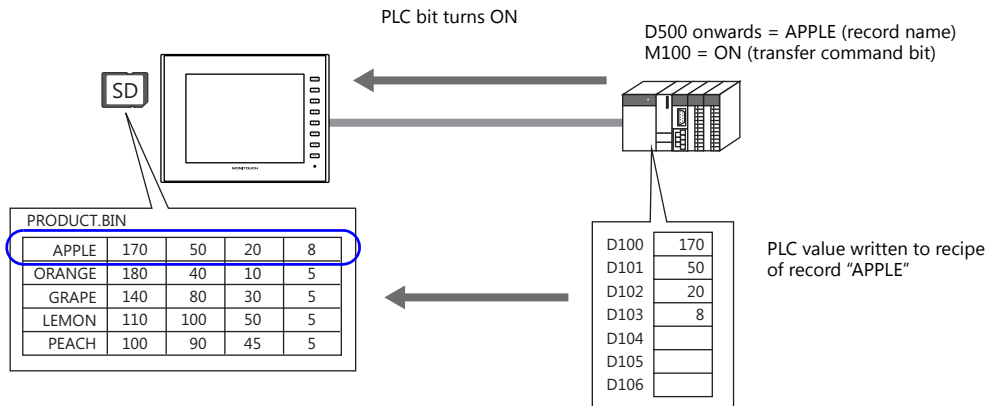 PLC bit turns ON
D500 onwards = APPLE (record name)
M100 = ON (transfer command bit)
SD
MONITOUCH
PRODUCT.BIN
APPLE 170 50 20 8
ORANGE 180 40 10 5
GRAPE 140 80 30 5
LEMON 110 100 50 5
PEACH 100 90 45 5
D100 170
D101 50
D102 20
D103 8
D104
D105
D106
PLC value written to recipe
of record “APPLE”